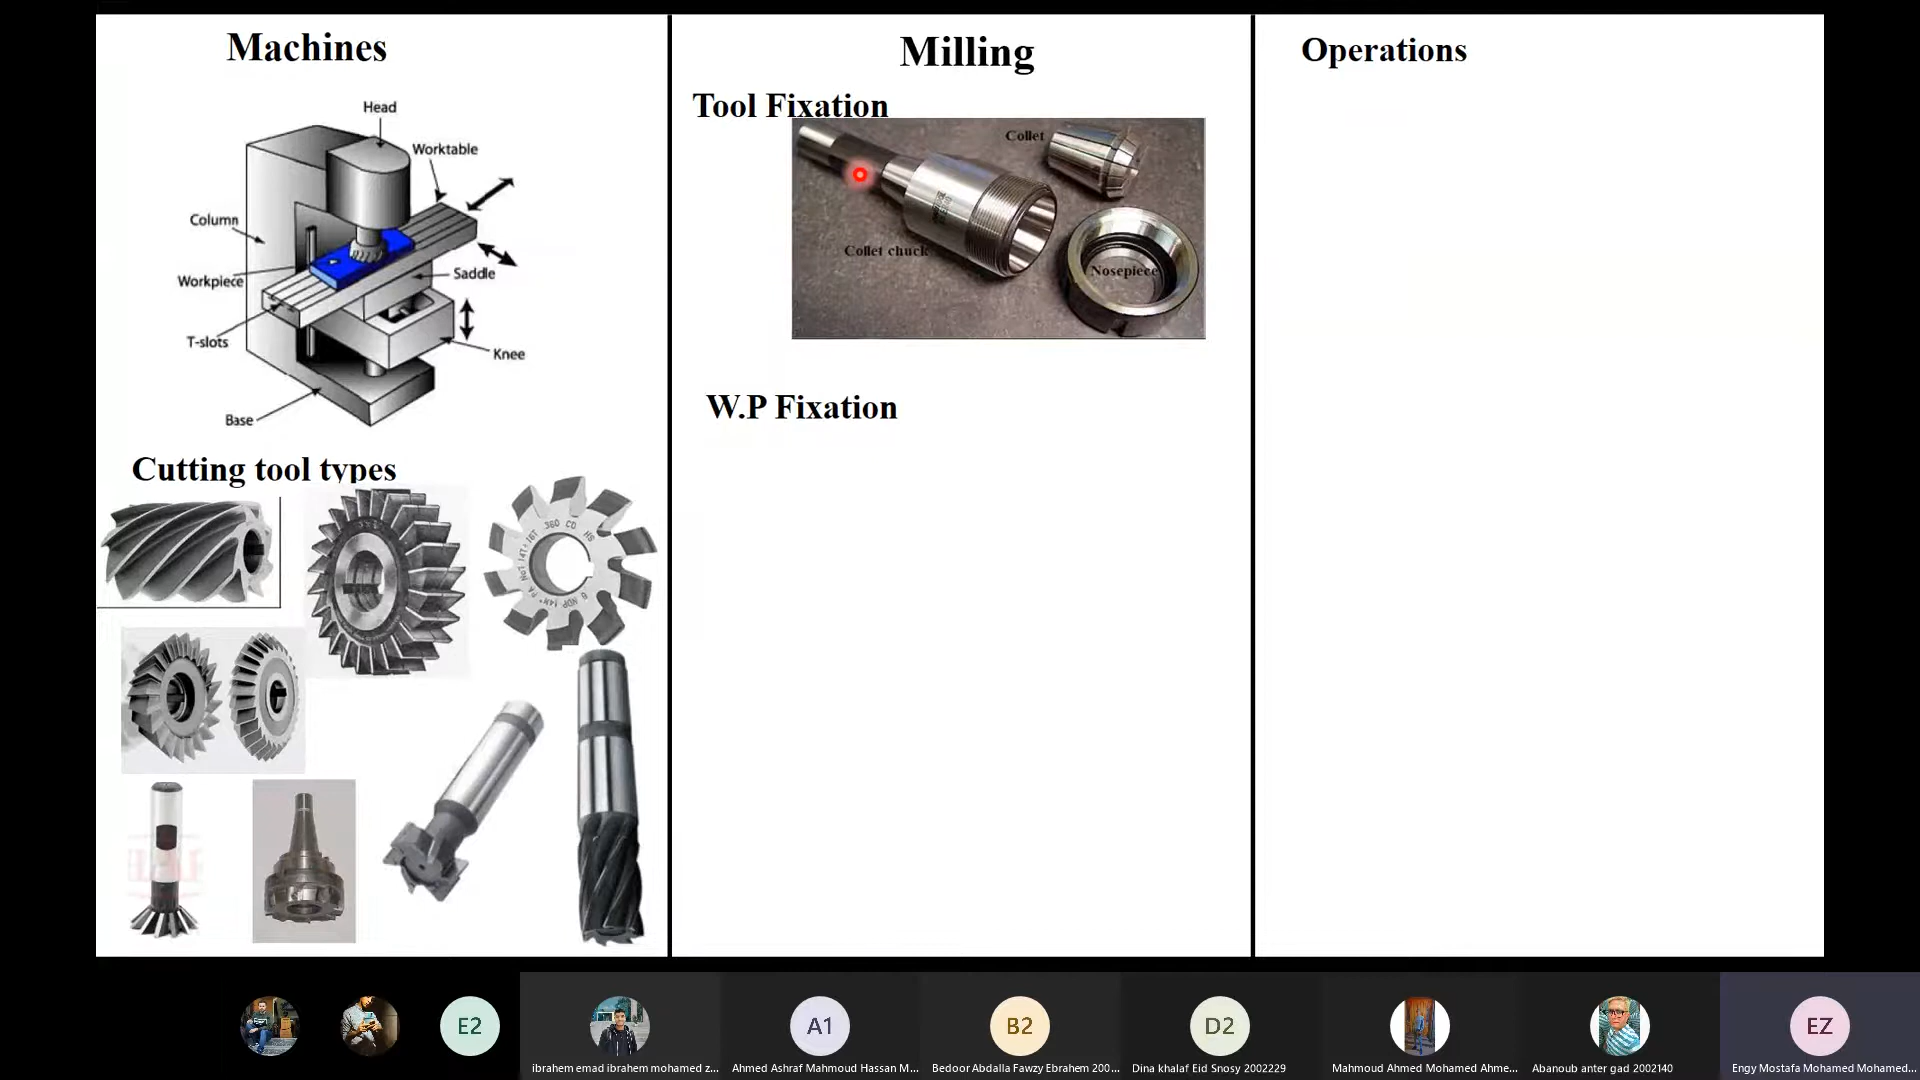 Machines
Head
Worktable
Column
Workpiece
Saddle
T-slots
Knee
Base
Cutting tool types
Milling
Tool Fixation
Collet
Collet chuck
Nosepiece
W.P Fixation
Operations
E2
A1
B2
D2
EZ
ibrahem emad ibrahem mohamed z...
Ahmed Ashraf Mahmoud Hassan M...
Bedoor Abdalla Fawzy Ebrahem 200...
Dina khalaf Eid Snosy 2002229
Mahmoud Ahmed Mohamed Ahme...
Abanoub anter gad 2002140
Engy Mostafa Mohamed Mohamed...